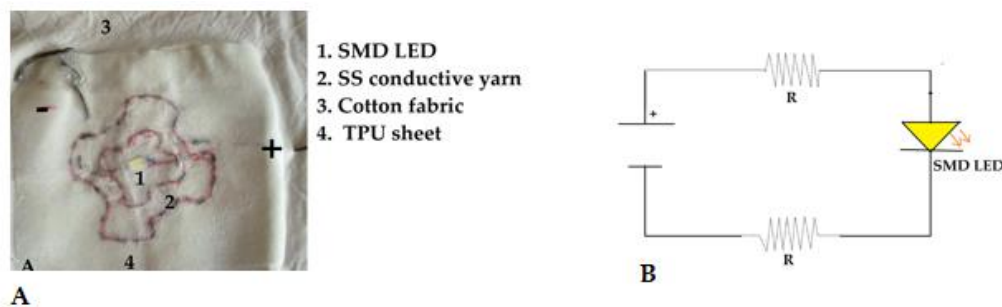 3
1. SMD LED
2. SS conductive yarn
3. Cotton fabric
4. TPU sheet
-
+
1
2
4
A
A
R
+
SMD LED
R
B